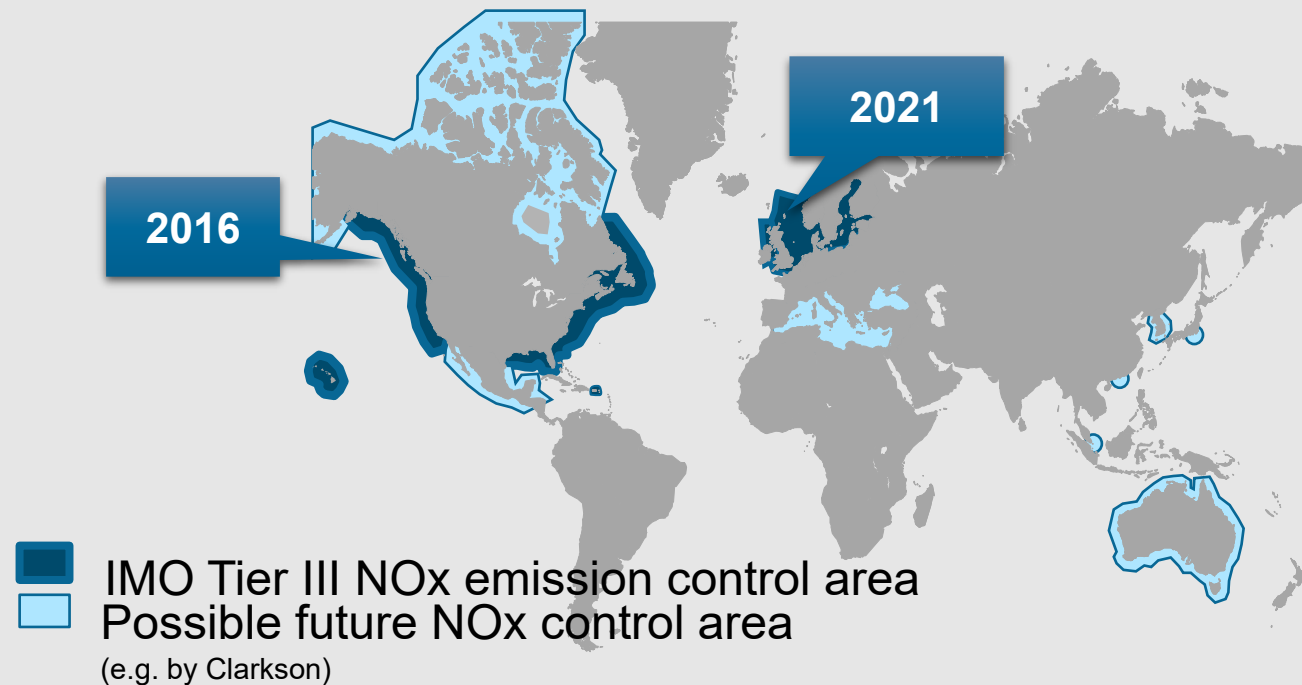 2021
2016
IMO Tier III NOx emission control area
Possible future NOx control area
(e.g. by Clarkson)